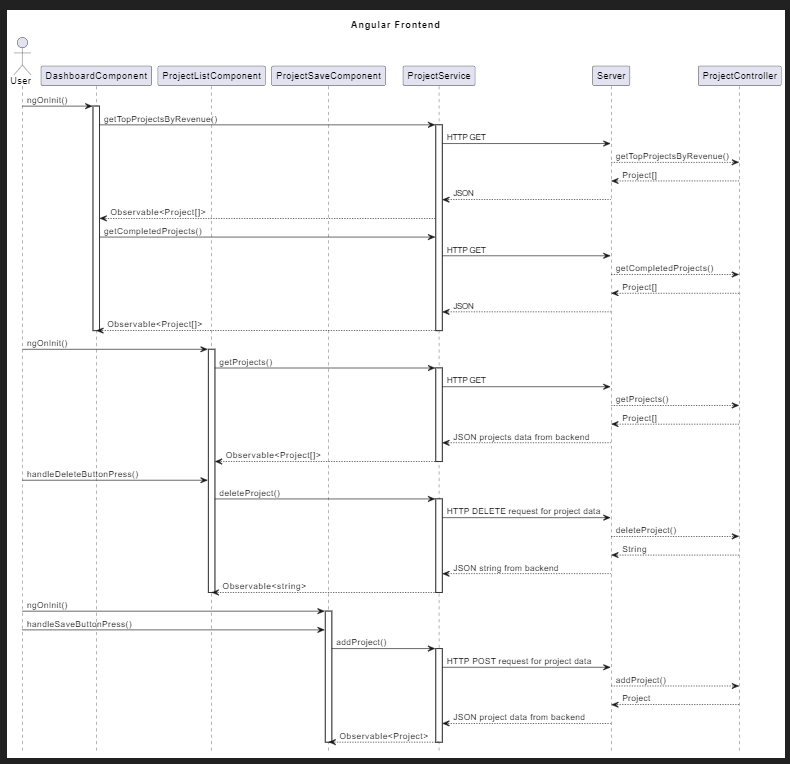 Angular Frontend
User
DashboardComponent
ProjectListComponent
ProjectSaveComponent
ProjectService
Server
ProjectController
ngOnInit()
getTopProjectsByRevenue()
HTTP GET
getTopProjectsByRevenue()
Project[]
JSON
Observable<Project[]>
getCompletedProjects()
HTTP GET
getCompletedProjects()
Project[]
JSON
Observable<Project[]>
ngOnInit()
getProjects()
HTTP GET
getProjects()
Project[]
JSON projects data from backend
Observable<Project[]>
handleDeleteButtonPress()
deleteProject()
HTTP DELETE request for project data
deleteProject()
String
JSON string from backend
Observable<string>
ngOnInit()
handleSaveButtonPress()
addProject()
HTTP POST request for project data
addProject()
Project
JSON project data from backend
Observable<Project>